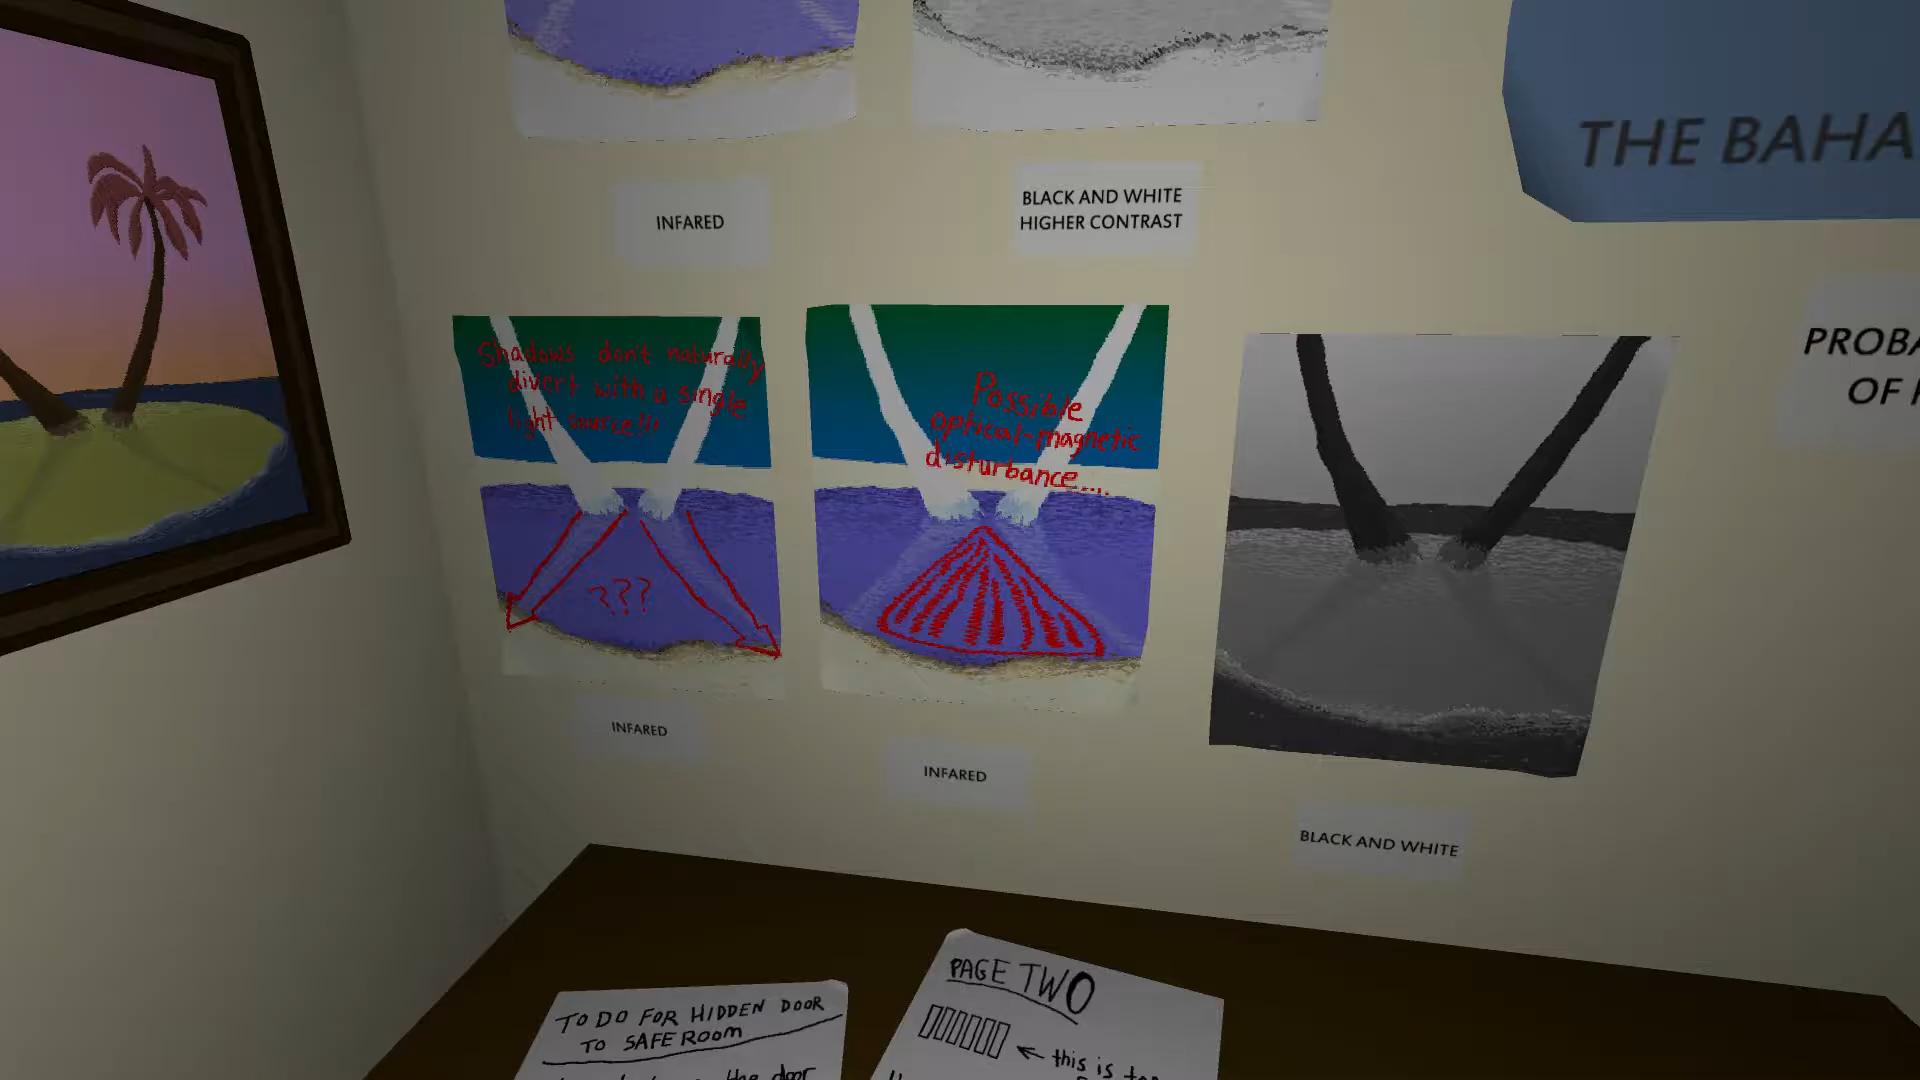 THE BAHA
INFARED
BLACK AND WHITE
HIGHER CONTRAST
PROBA
OF
Shadows don't naturally
divert with a single
light source!!!
???
Possible
optical-magnetic
disturbance....
INFARED
INFARED
BLACK AND WHITE
TO DO FOR HIDDEN DOOR
TO SAFE ROOM
the door
PAGE TWO
this is